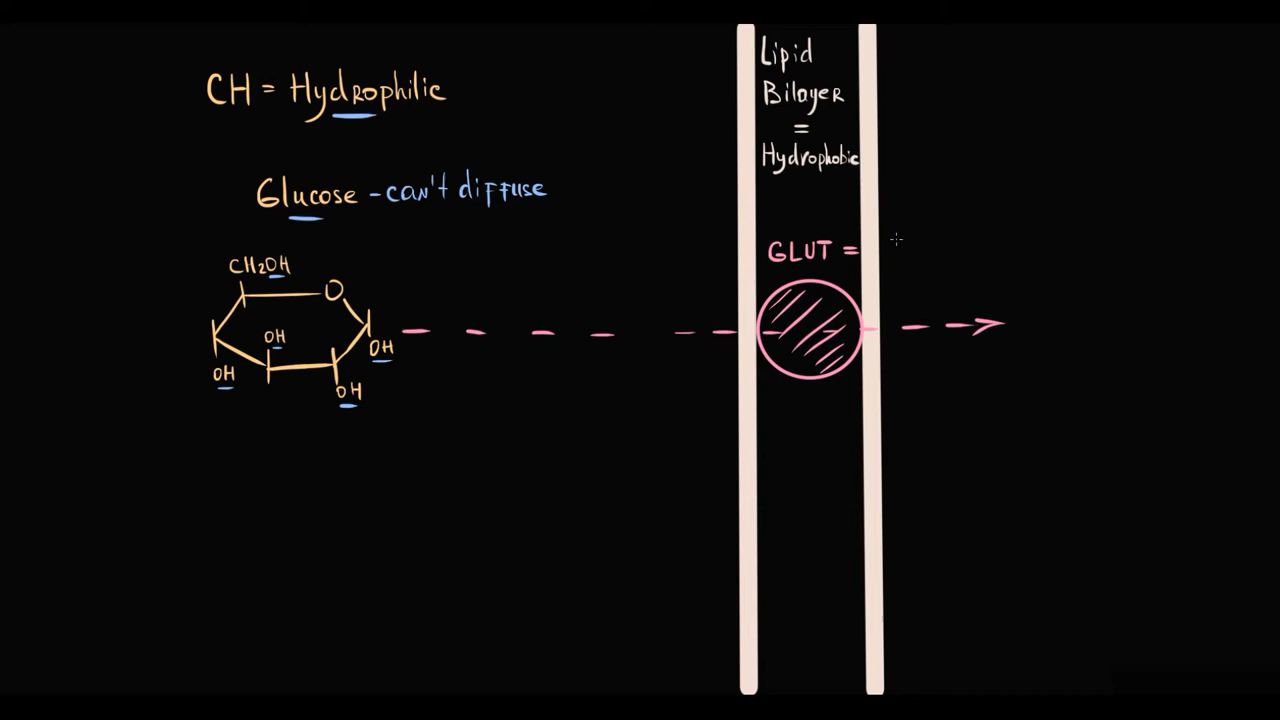 CH = Hydrophilic
Glucose - can't diffuse
CH₂OH
O
OH
OH
OH
OH
Lipid
Bilayer
=
Hydrophobic
GLUT =